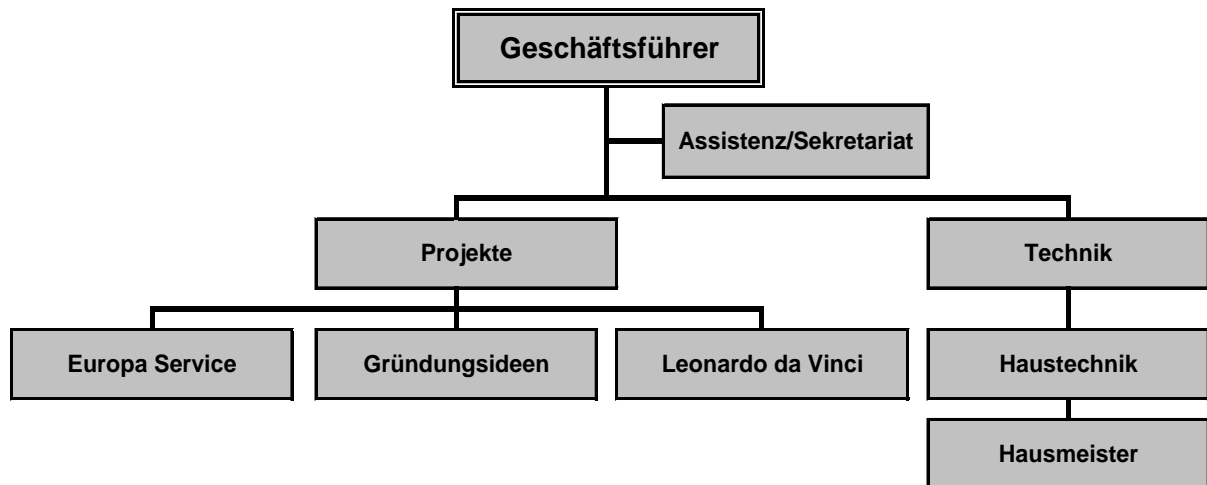 Geschäftsführer
Assistenz/Sekretariat
Projekte
Technik
Europa Service
Gründungsideen
Leonardo da Vinci
Haustechnik
Hausmeister